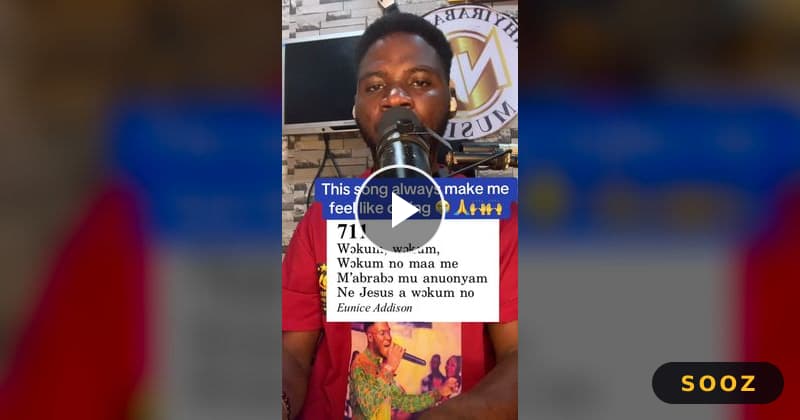 This song always make me
feel like
711
Wɔkum, wɔkum,
Wɔkum no maa me
M'abrabɔ mu anuonyam
Ne Jesus a wɔkum no
Eunice Addison
SOOZ